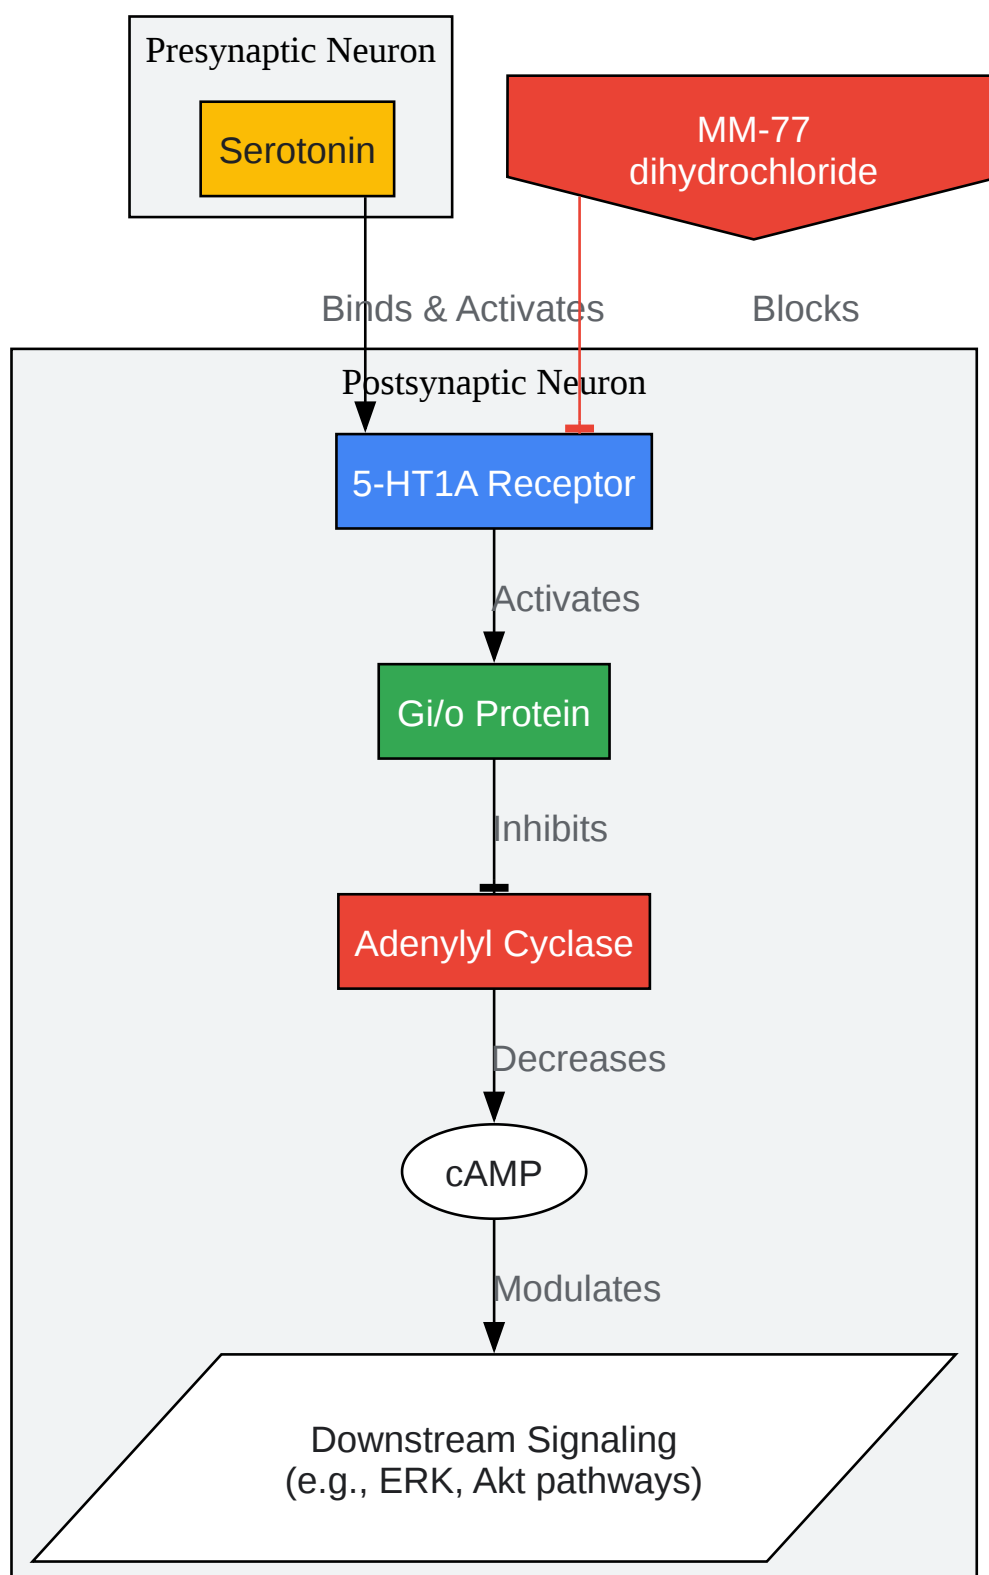 Presynaptic Neuron
Serotonin
MM-77
dihydrochloride
Binds & Activates
Blocks
Postsynaptic Neuron
5-HT1A Receptor
Activates
Gi/o Protein
Inhibits
Adenylyl Cyclase
Decreases
cAMP
Modulates
Downstream Signaling
(e.g., ERK, Akt pathways)